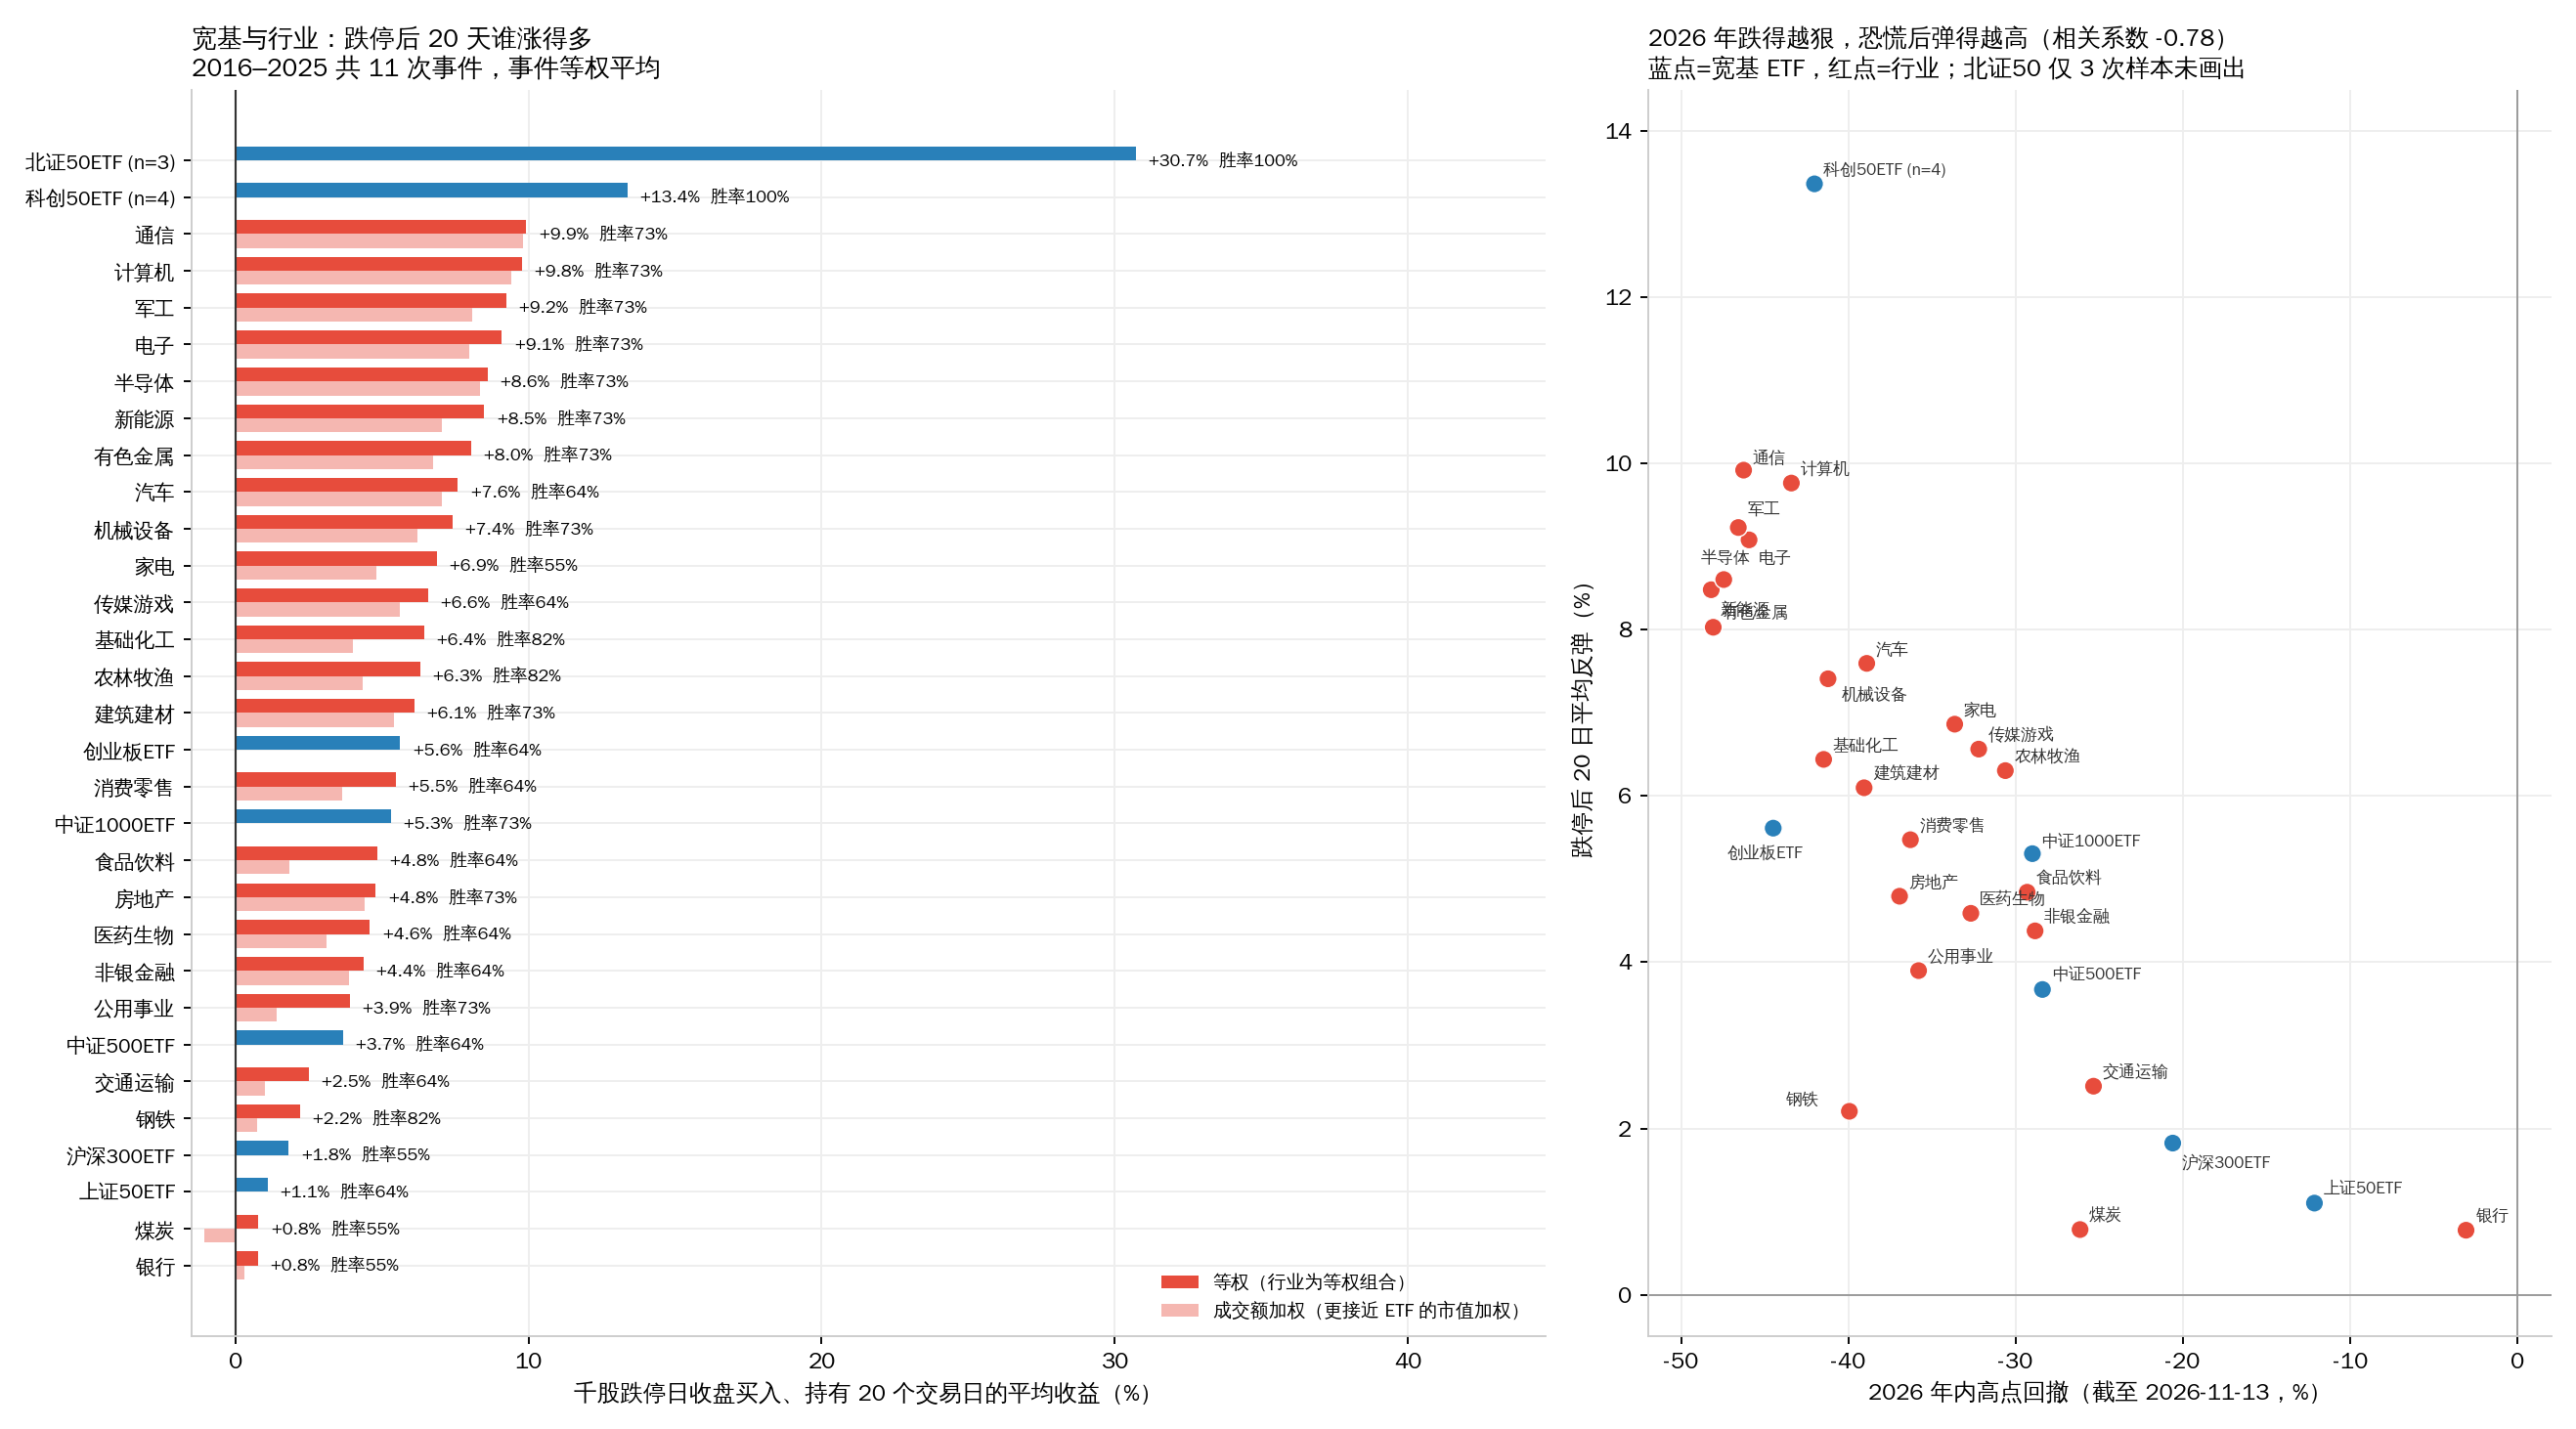 宽基与行业：跌停后 20 天谁涨得多
2016–2025 共 11 次事件，事件等权平均
北证50ETF (n=3)
+30.7% 胜率100%
科创50ETF (n=4)
+13.4% 胜率100%
通信
+9.9% 胜率73%
计算机
+9.8% 胜率73%
军工
+9.2% 胜率73%
电子
+9.1% 胜率73%
半导体
+8.6% 胜率73%
新能源
+8.5% 胜率73%
有色金属
+8.0% 胜率73%
汽车
+7.6% 胜率64%
机械设备
+7.4% 胜率73%
家电
+6.9% 胜率55%
传媒游戏
+6.6% 胜率64%
基础化工
+6.4% 胜率82%
农林牧渔
+6.3% 胜率82%
建筑建材
+6.1% 胜率73%
创业板ETF
+5.6% 胜率64%
消费零售
+5.5% 胜率64%
中证1000ETF
+5.3% 胜率73%
食品饮料
+4.8% 胜率64%
房地产
+4.8% 胜率73%
医药生物
+4.6% 胜率64%
非银金融
+4.4% 胜率64%
公用事业
+3.9% 胜率73%
中证500ETF
+3.7% 胜率64%
交通运输
+2.5% 胜率64%
钢铁
+2.2% 胜率82%
沪深300ETF
+1.8% 胜率55%
上证50ETF
+1.1% 胜率64%
煤炭
+0.8% 胜率55%
银行
+0.8% 胜率55%
等权（行业为等权组合）
成交额加权（更接近 ETF 的市值加权）
0 10 20 30 40
千股跌停日收盘买入、持有 20 个交易日的平均收益（%）
2026 年跌得越狠，恐慌后弹得越高（相关系数 -0.78）
蓝点=宽基 ETF，红点=行业；北证50 仅 3 次样本未画出
跌停后 20 日平均反弹（%）
14
12
10
8
6
4
2
0
科创50ETF (n=4)
通信
计算机
军工
半导体
电子
新能源
有色金属
汽车
机械设备
家电
传媒游戏
农林牧渔
基础化工
建筑建材
消费零售
创业板ETF
中证1000ETF
食品饮料
房地产
医药生物
非银金融
公用事业
中证500ETF
交通运输
钢铁
沪深300ETF
上证50ETF
煤炭
银行
-50 -40 -30 -20 -10 0
2026 年内高点回撤（截至 2026-11-13，%）